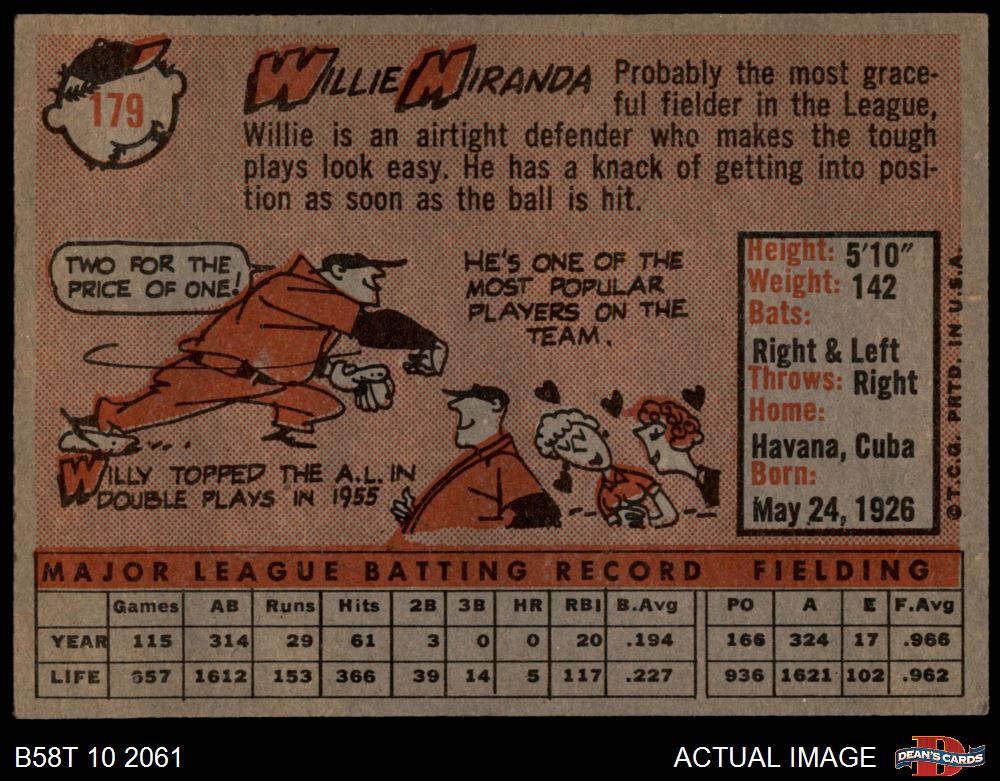 179
WILLIE MIRANDA
Probably the most grace-
ful fielder in the League,
Willie is an airtight defender who makes the tough
plays look easy. He has a knack of getting into posi-
tion as soon as the ball is hit.
TWO FOR THE
PRICE OF ONE!
HE'S ONE OF THE
MOST POPULAR
PLAYERS ON THE
TEAM.
WILLY TOPPED THE A.L. IN
DOUBLE PLAYS IN 1955
Height: 5'10"
Weight: 142
Bats:
Right & Left
Throws: Right
Home:
Havana, Cuba
Born:
May 24, 1926
© T.C.G. PRTD. IN U.S.A.
MAJOR LEAGUE BATTING RECORD FIELDING
Games AB Runs Hits 2B 3B HR RBI B.Avg PO A E F.Avg
YEAR 115 314 29 61 3 0 0 20 .194 166 324 17 .966
LIFE 657 1612 153 366 39 14 5 117 .227 936 1621 102 .962
B58T 10 2061
ACTUAL IMAGE
D
DEAN'S CARDS